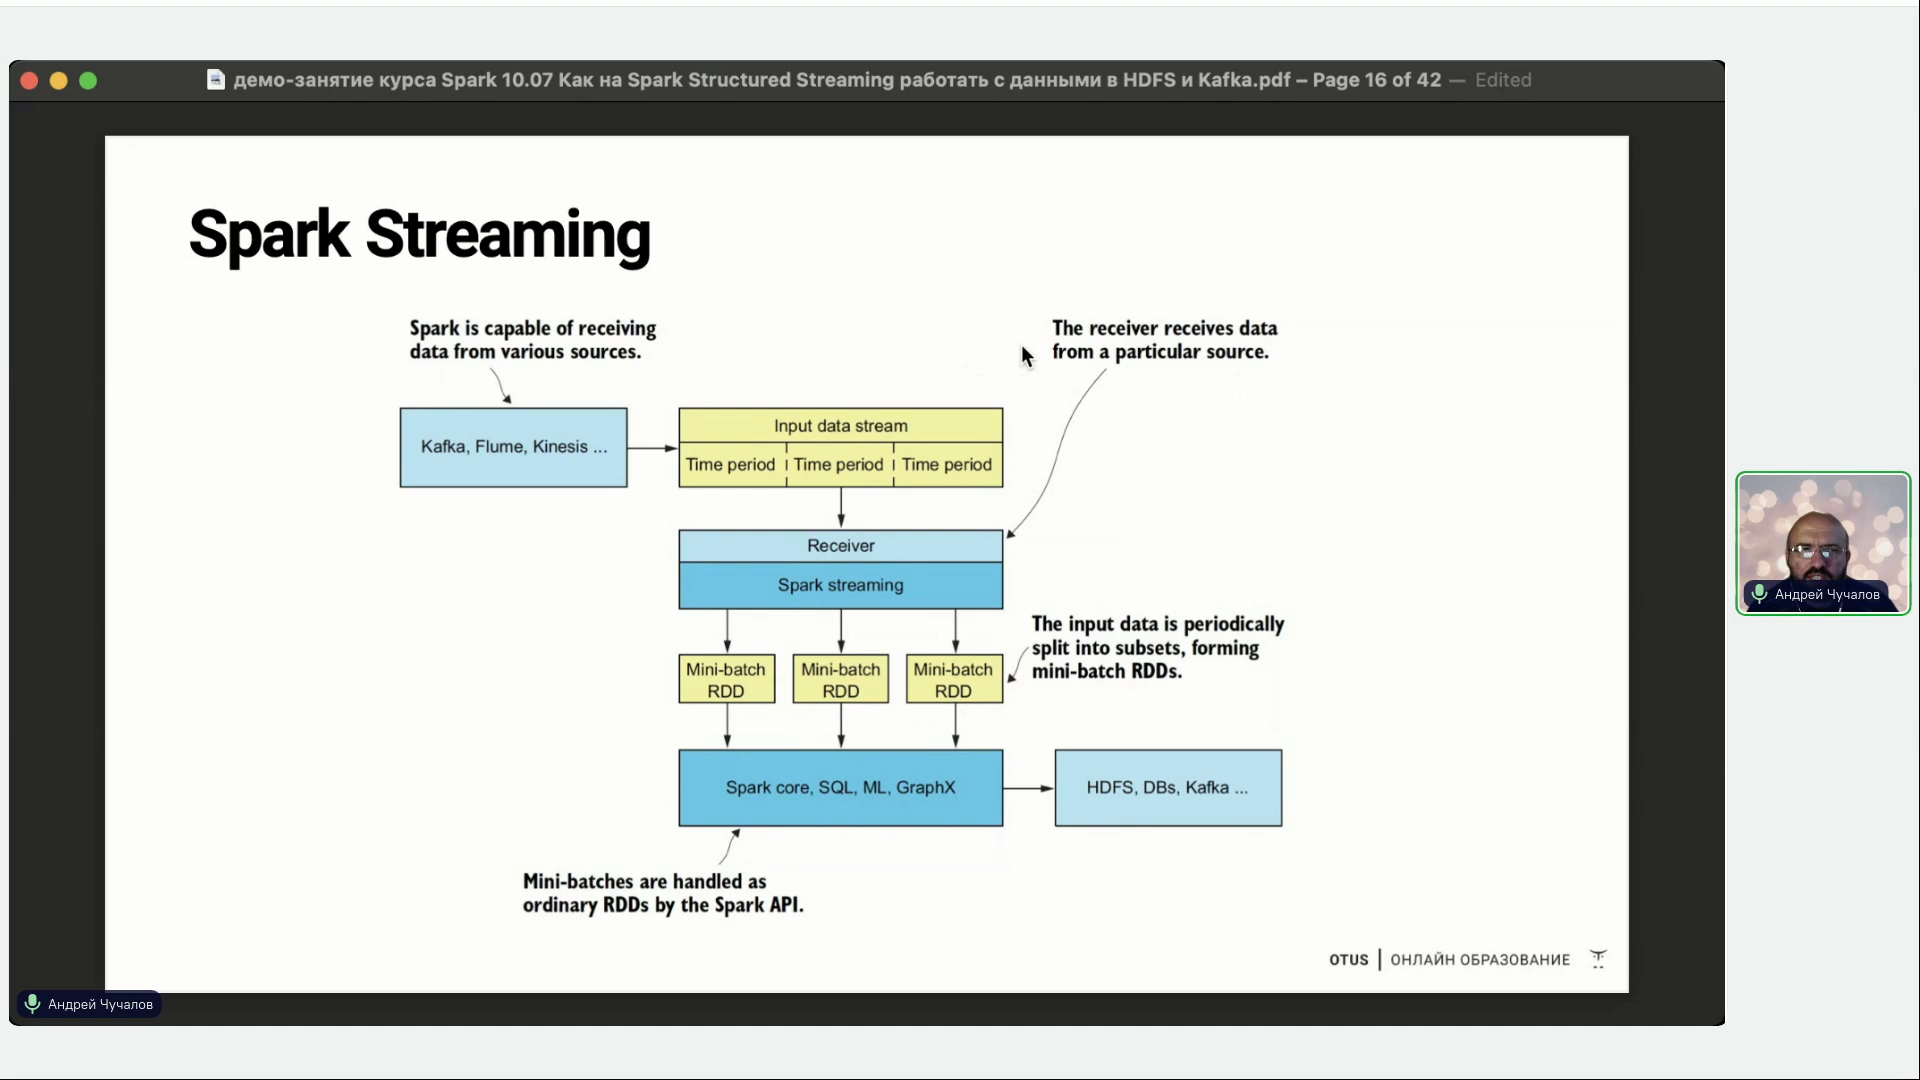 демо-занятие курса Spark 10.07 Как на Spark Structured Streaming работать с данными в HDFS и Kafka.pdf – Page 16 of 42 — Edited
Spark Streaming
Spark is capable of receiving
data from various sources.
The receiver receives data
from a particular source.
Kafka, Flume, Kinesis ...
Input data stream
Time period Time period Time period
Receiver
Spark streaming
The input data is periodically
split into subsets, forming
mini-batch RDDs.
Mini-batch
RDD
Mini-batch
RDD
Mini-batch
RDD
Spark core, SQL, ML, GraphX
HDFS, DBs, Kafka ...
Mini-batches are handled as
ordinary RDDs by the Spark API.
OTUS | ОНЛАЙН ОБРАЗОВАНИЕ
Андрей Чучалов
Андрей Чучалов